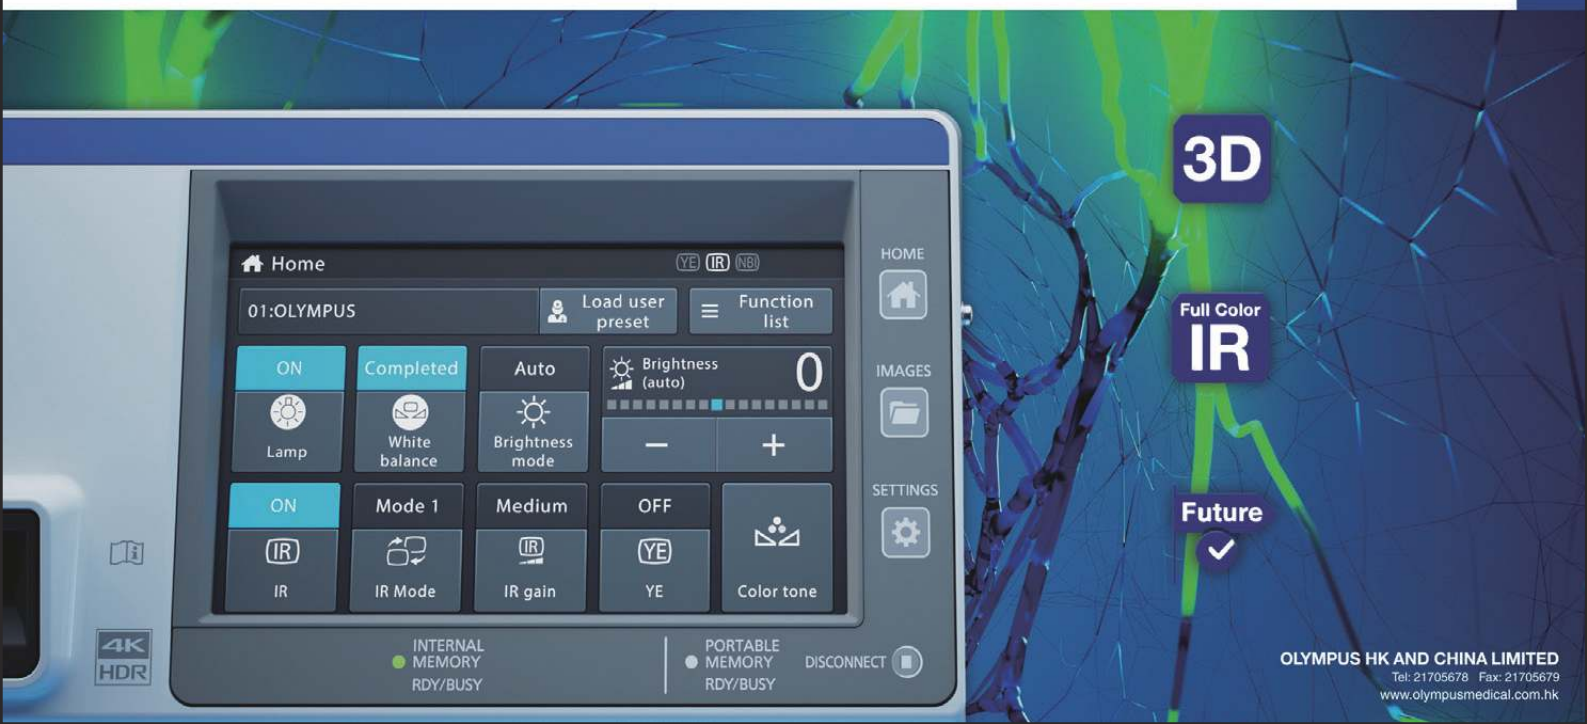 3D
Home
YE IR NBI
HOME
01:OLYMPUS
Load user
preset
Function
list
Full Color
IR
ON
Completed
Auto
Brightness
(auto)
0
IMAGES
Lamp
White
balance
Brightness
mode
−
+
SETTINGS
ON
Mode 1
Medium
OFF
Future
IR
IR
YE
IR
IR Mode
IR gain
YE
Color tone
4K
HDR
INTERNAL
MEMORY
RDY/BUSY
PORTABLE
MEMORY
RDY/BUSY
DISCONNECT
OLYMPUS HK AND CHINA LIMITED
Tel: 21705678 Fax: 21705679
www.olympusmedical.com.hk